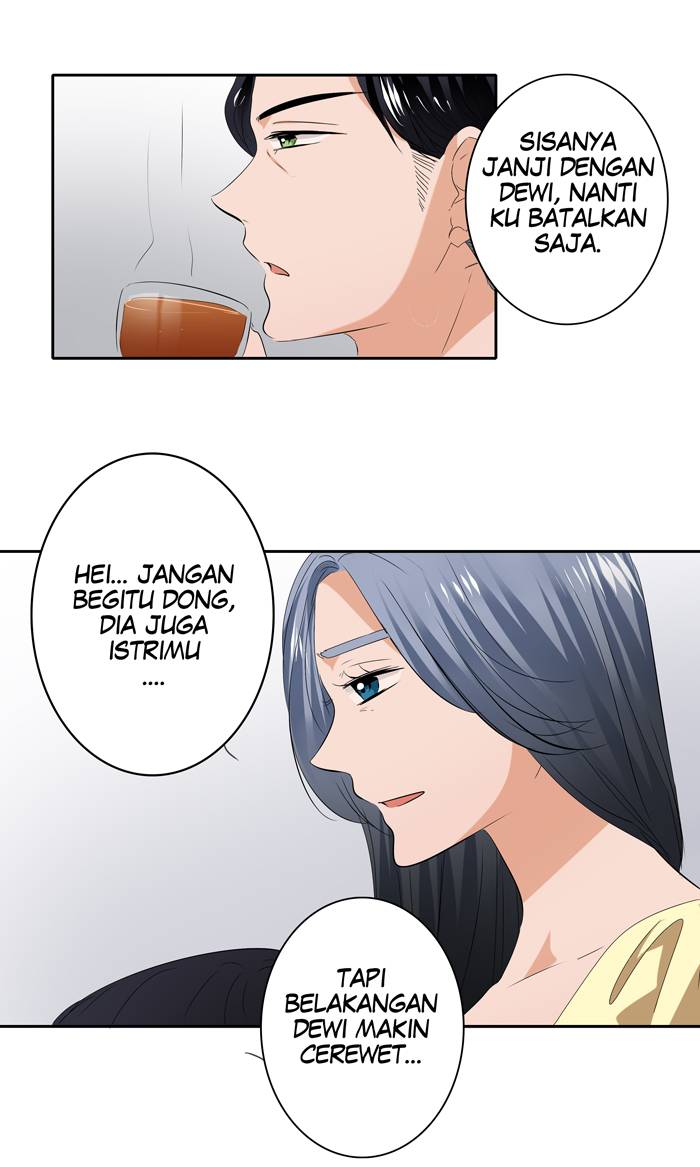 SISANYA
JANJI DENGAN
DEWI, NANTI
KU BATALKAN
SAJA.
HEI... JANGAN
BEGITU DONG,
DIA JUGA
ISTRIMU
....
TAPI
BELAKANGAN
DEWI MAKIN
CEREWET...